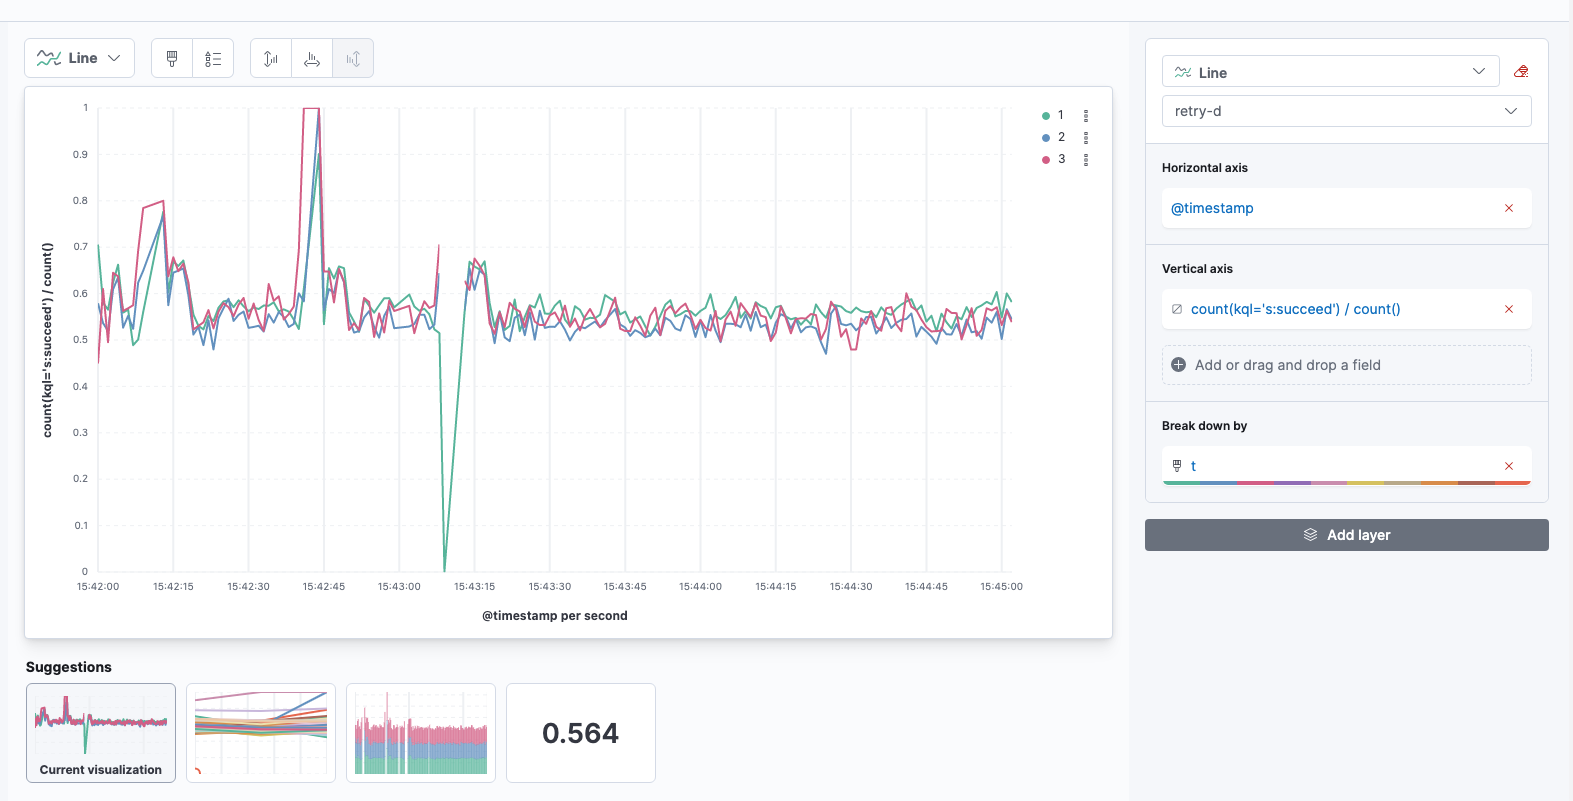 Line
1
0.9
0.8
0.7
0.6
0.5
0.4
0.3
0.2
0.1
0
count(kql='s:succeed') / count()
15:42:00 15:42:15 15:42:30 15:42:45 15:43:00 15:43:15 15:43:30 15:43:45 15:44:00 15:44:15 15:44:30 15:44:45 15:45:00
@timestamp per second
1
2
3
Suggestions
Current visualization
0.564
Line
retry-d
Horizontal axis
@timestamp
Vertical axis
count(kql='s:succeed') / count()
Add or drag and drop a field
Break down by
t
Add layer